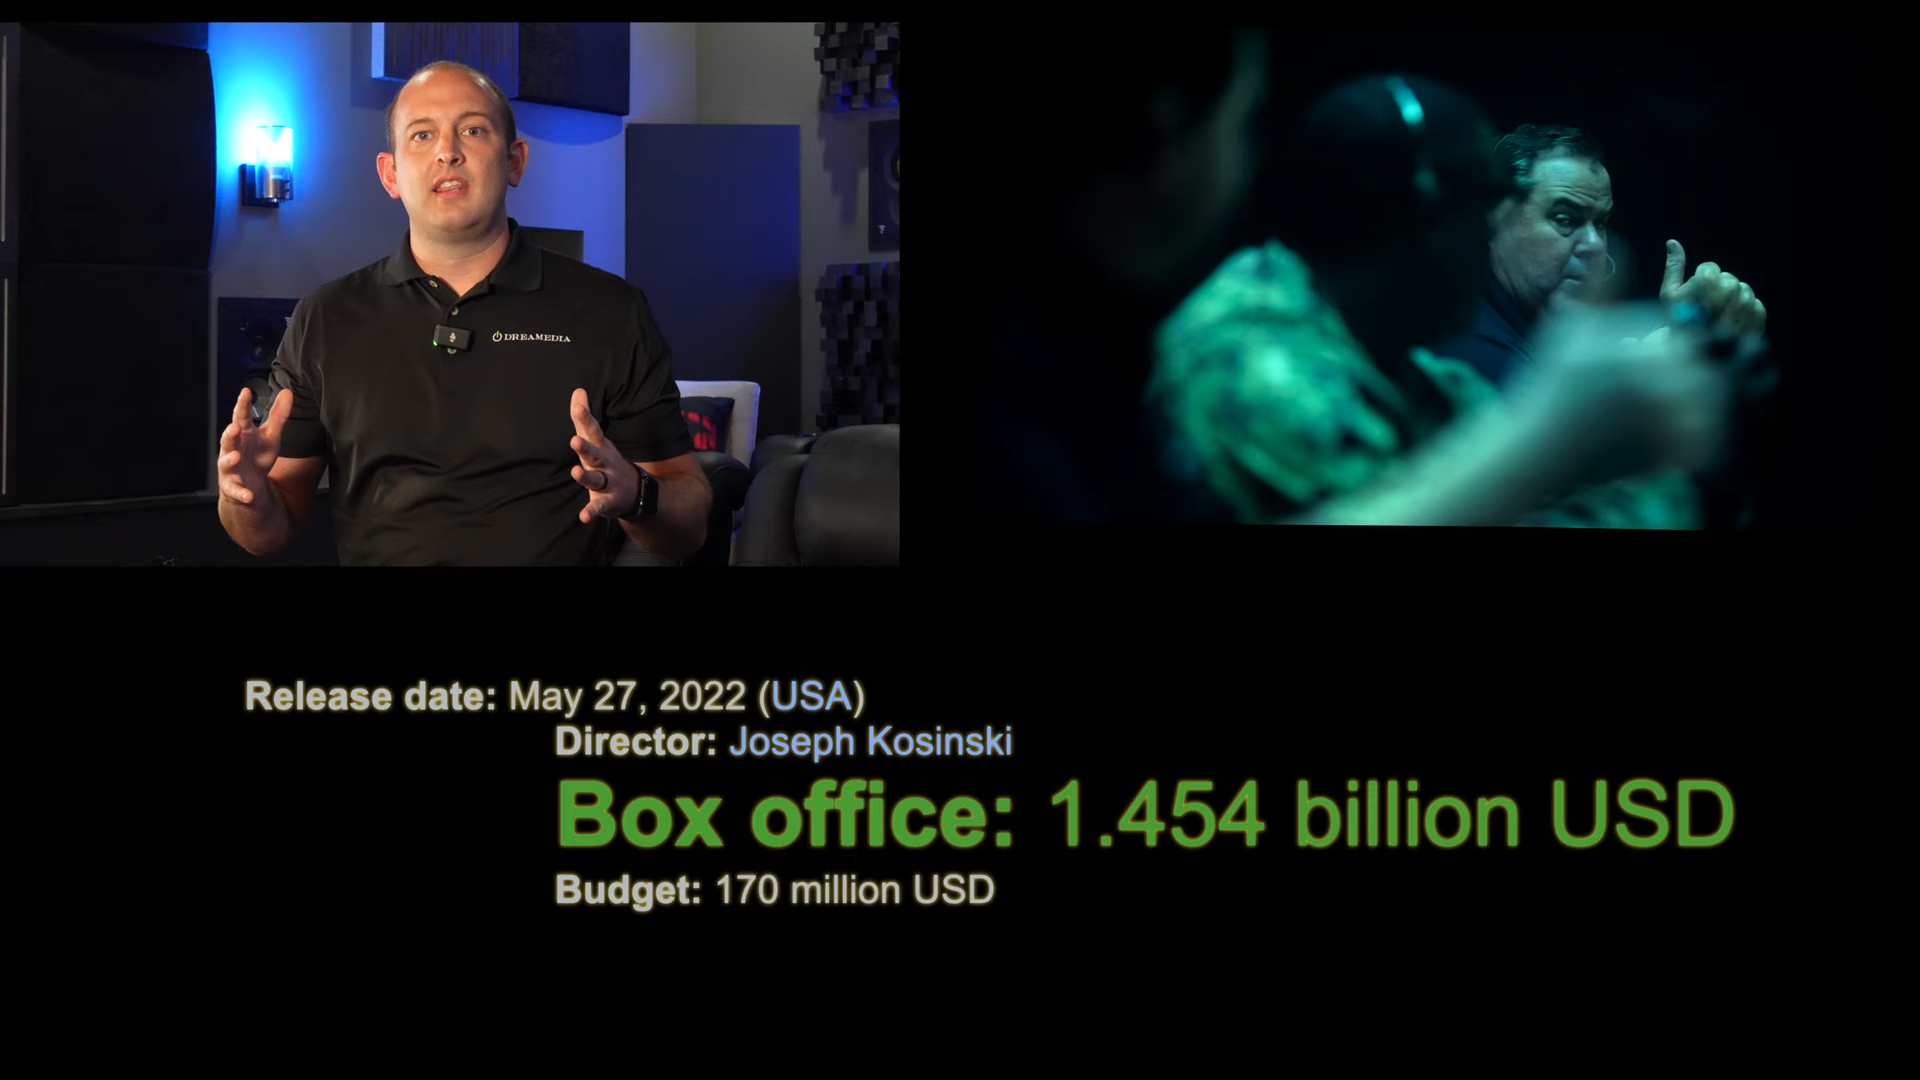 DREAMEDIA
Release date: May 27, 2022 (USA)
Director: Joseph Kosinski
Box office: 1.454 billion USD
Budget: 170 million USD